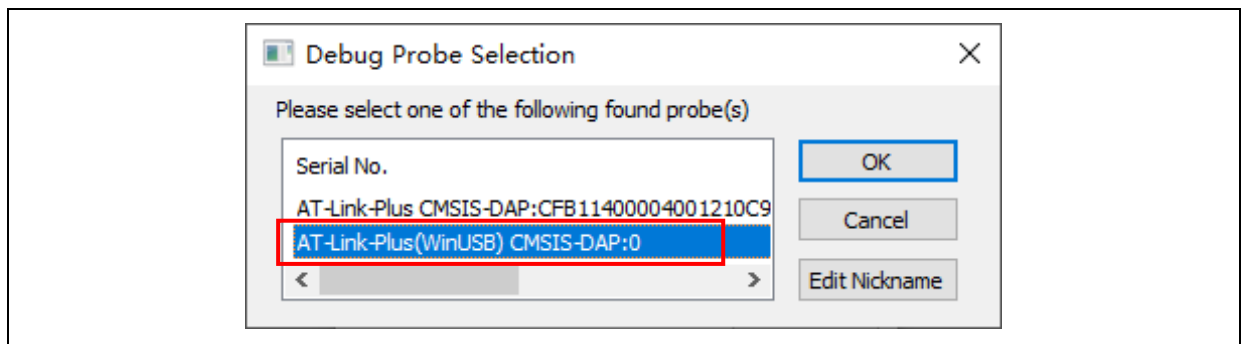 Debug Probe Selection
Please select one of the following found probe(s)
Serial No.
AT-Link-Plus CMSIS-DAP:CFB11400004001210C9
AT-Link-Plus(WinUSB) CMSIS-DAP:0
OK
Cancel
Edit Nickname